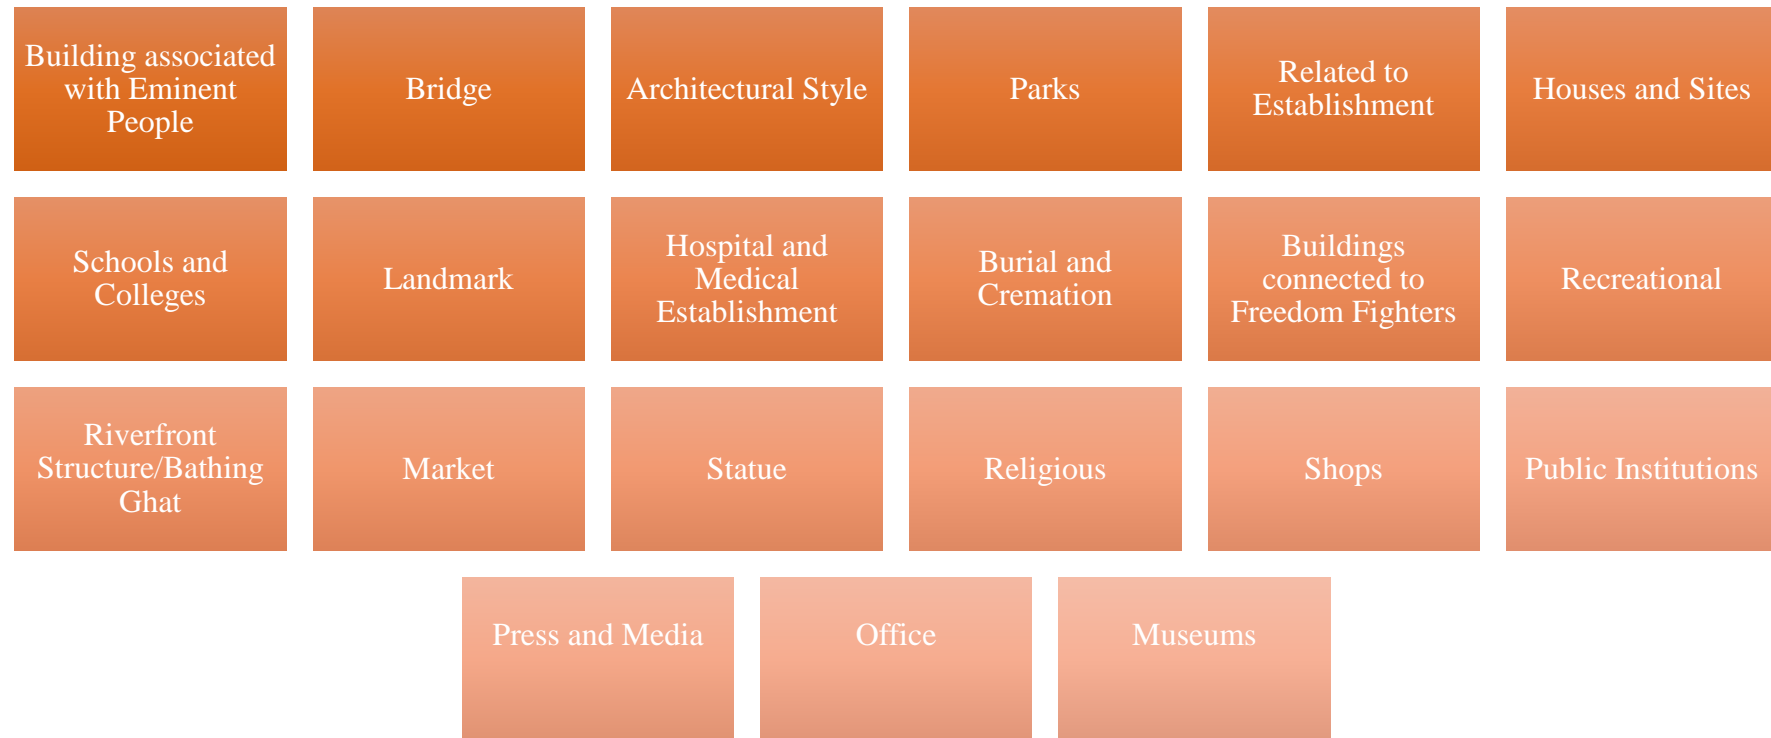 Building associated
with Eminent
People
Bridge
Architectural Style
Parks
Related to
Establishment
Houses and Sites
Schools and
Colleges
Landmark
Hospital and
Medical
Establishment
Burial and
Cremation
Buildings
connected to
Freedom Fighters
Recreational
Riverfront
Structure/Bathing
Ghat
Market
Statue
Religious
Shops
Public Institutions
Press and Media
Office
Museums